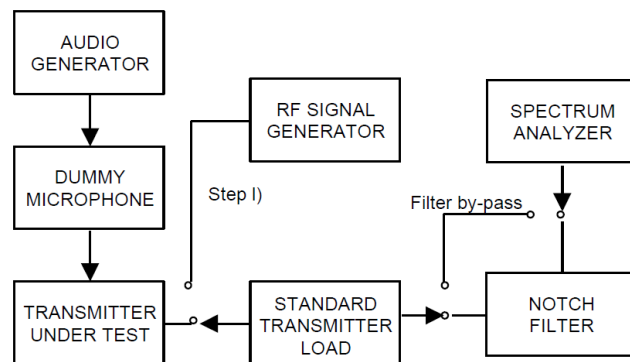 AUDIO
GENERATOR
RF SIGNAL
GENERATOR
SPECTRUM
ANALYZER
DUMMY
MICROPHONE
Step l)
Filter by-pass
TRANSMITTER
UNDER TEST
STANDARD
TRANSMITTER
LOAD
NOTCH
FILTER